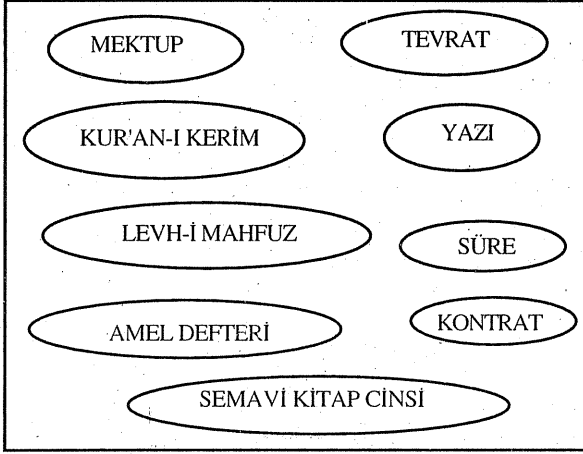 MEKTUP
TEVRAT
KUR'AN-I KERİM
YAZI
LEVH-İ MAHFUZ
SÜRE
AMEL DEFTERİ
KONTRAT
SEMAVİ KİTAP CİNSİ